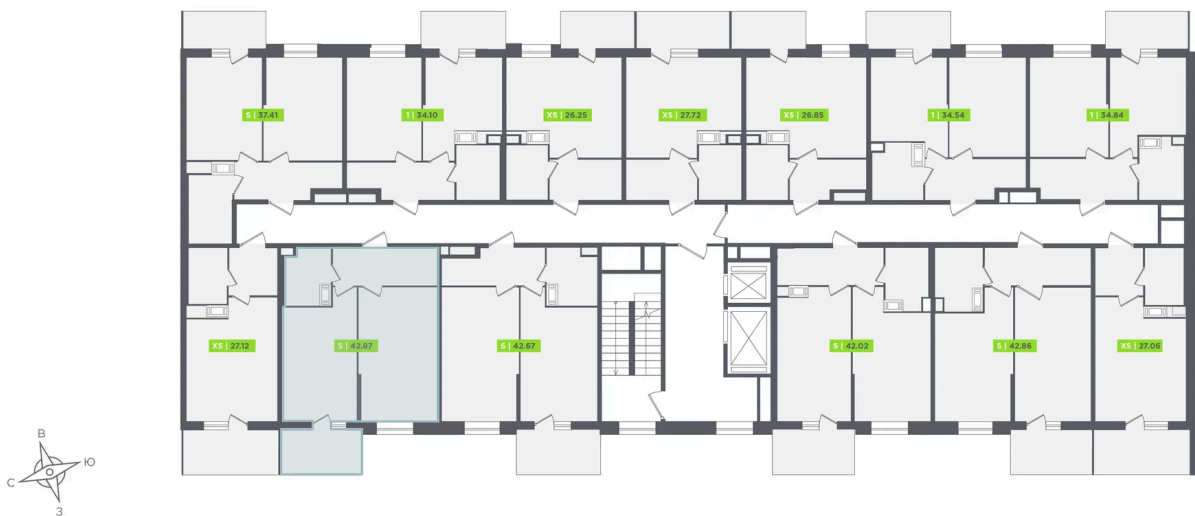 S | 37.41
1 | 34.10
XS | 26.25
XS | 27.72
XS | 26.85
1 | 34.54
1 | 34.84
XS | 27.12
S | 42.87
S | 42.67
S | 42.02
S | 42.86
XS | 27.06
В
Ю
С
З